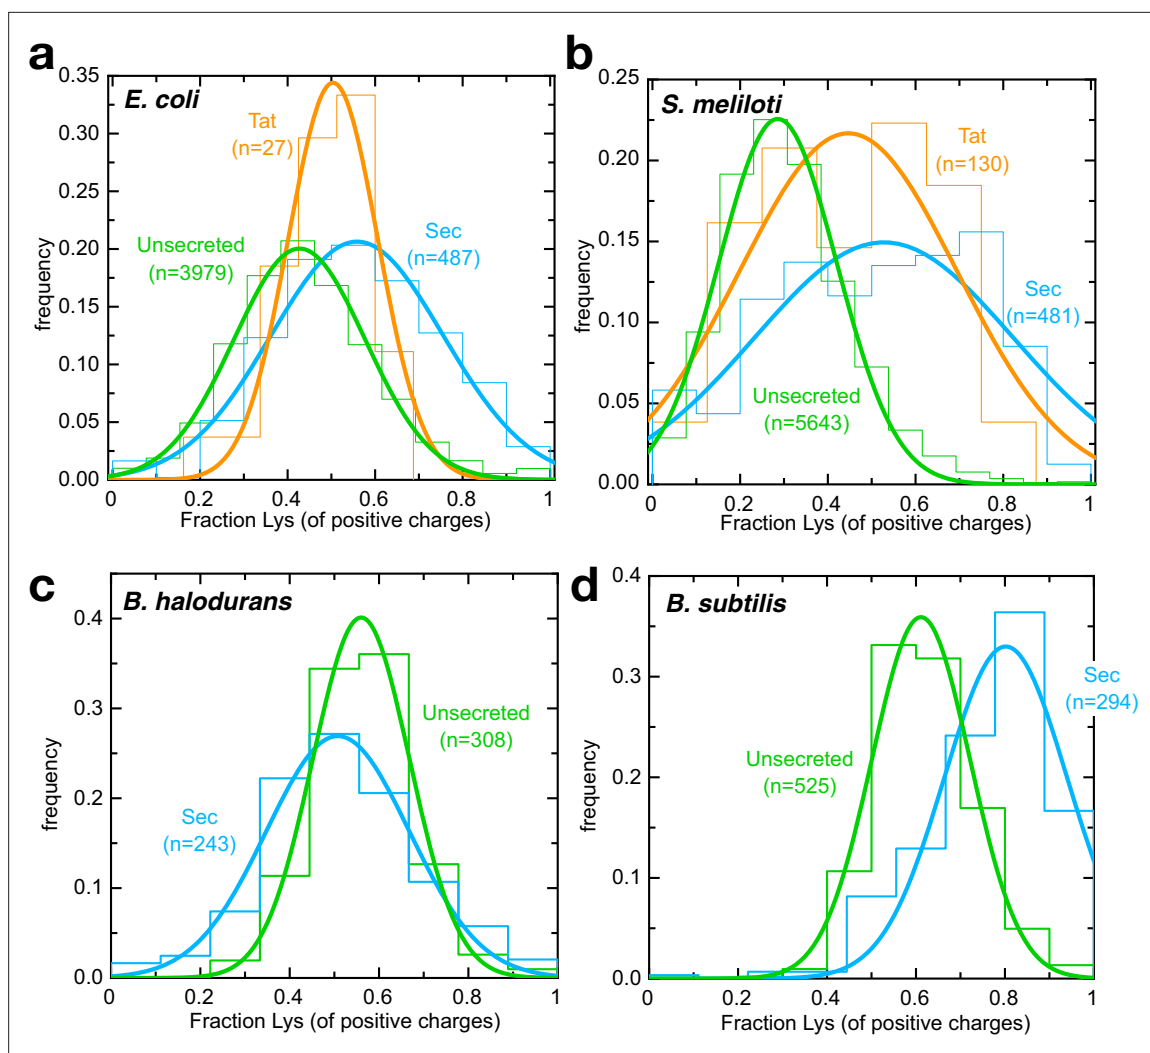 a
E. coli
0.35
0.30
0.25
0.20
0.15
0.10
0.05
0.00
frequency
Tat
(n=27)
Unsecreted
(n=3979)
Sec
(n=487)
0
0.2
0.4
0.6
0.8
1
Fraction Lys (of positive charges)
b
S. meliloti
0.25
0.20
0.15
0.10
0.05
0.00
frequency
Tat
(n=130)
Sec
(n=481)
Unsecreted
(n=5643)
0
0.2
0.4
0.6
0.8
1
Fraction Lys (of positive charges)
c
B. halodurans
0.4
0.3
0.2
0.1
0.0
frequency
Unsecreted
(n=308)
Sec
(n=243)
0
0.2
0.4
0.6
0.8
1
Fraction Lys (of positive charges)
d
B. subtilis
0.4
0.3
0.2
0.1
0.0
frequency
Sec
(n=294)
Unsecreted
(n=525)
0
0.2
0.4
0.6
0.8
1
Fraction Lys (of positive charges)